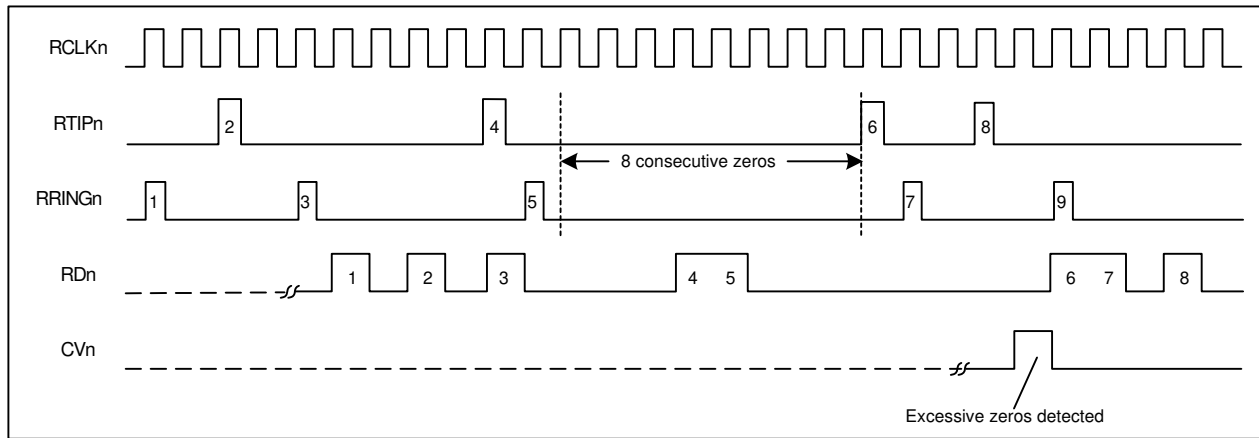 RCLKn
RTIPn
2
4
6
8
8 consecutive zeros
RRINGn
1
3
5
7
9
RDn
1
2
3
4 5
6 7
8
CVn
Excessive zeros detected